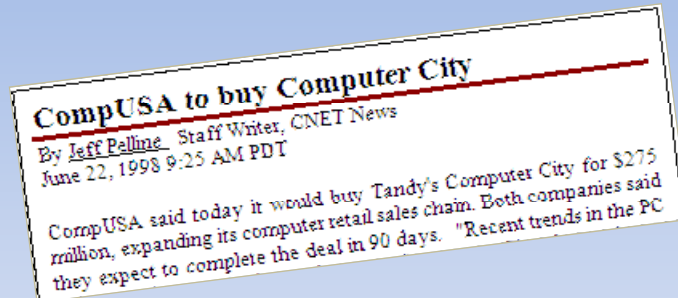 CompUSA to buy Computer City
By Jeff Pelline Staff Writer, CNET News
June 22, 1998 9:25 AM PDT
CompUSA said today it would buy Tandy's Computer City for $275
million, expanding its computer retail sales chain. Both companies said
they expect to complete the deal in 90 days. "Recent trends in the PC